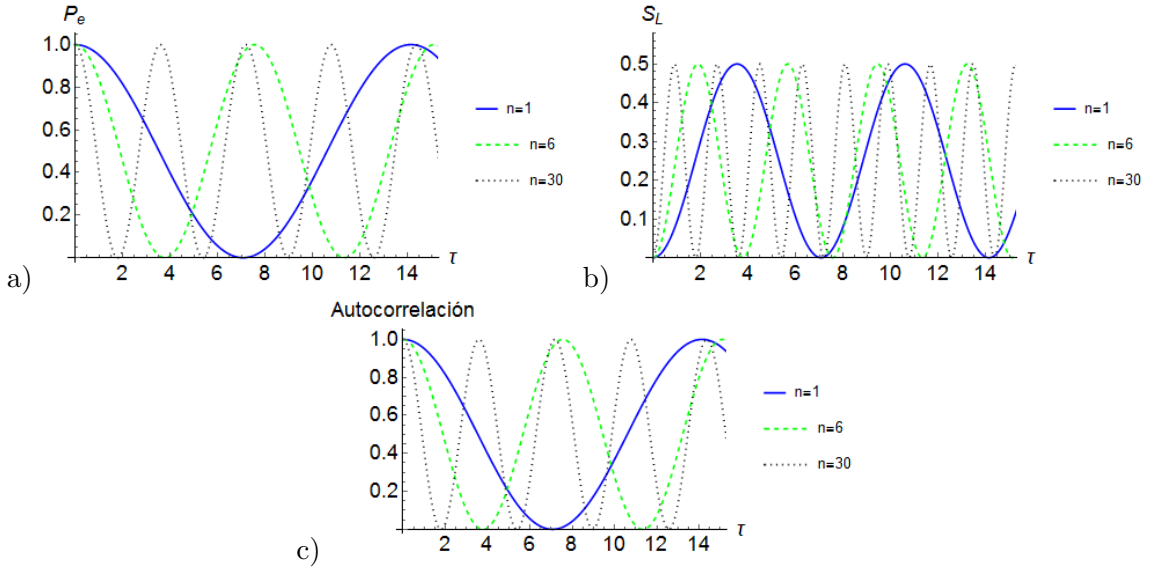 P_e
1.0
0.8
0.6
0.4
0.2
2 4 6 8 10 12 14 τ
n=1
n=6
n=30
a)
S_L
0.5
0.4
0.3
0.2
0.1
2 4 6 8 10 12 14 τ
n=1
n=6
n=30
b)
Autocorrelación
1.0
0.8
0.6
0.4
0.2
2 4 6 8 10 12 14 τ
n=1
n=6
n=30
c)